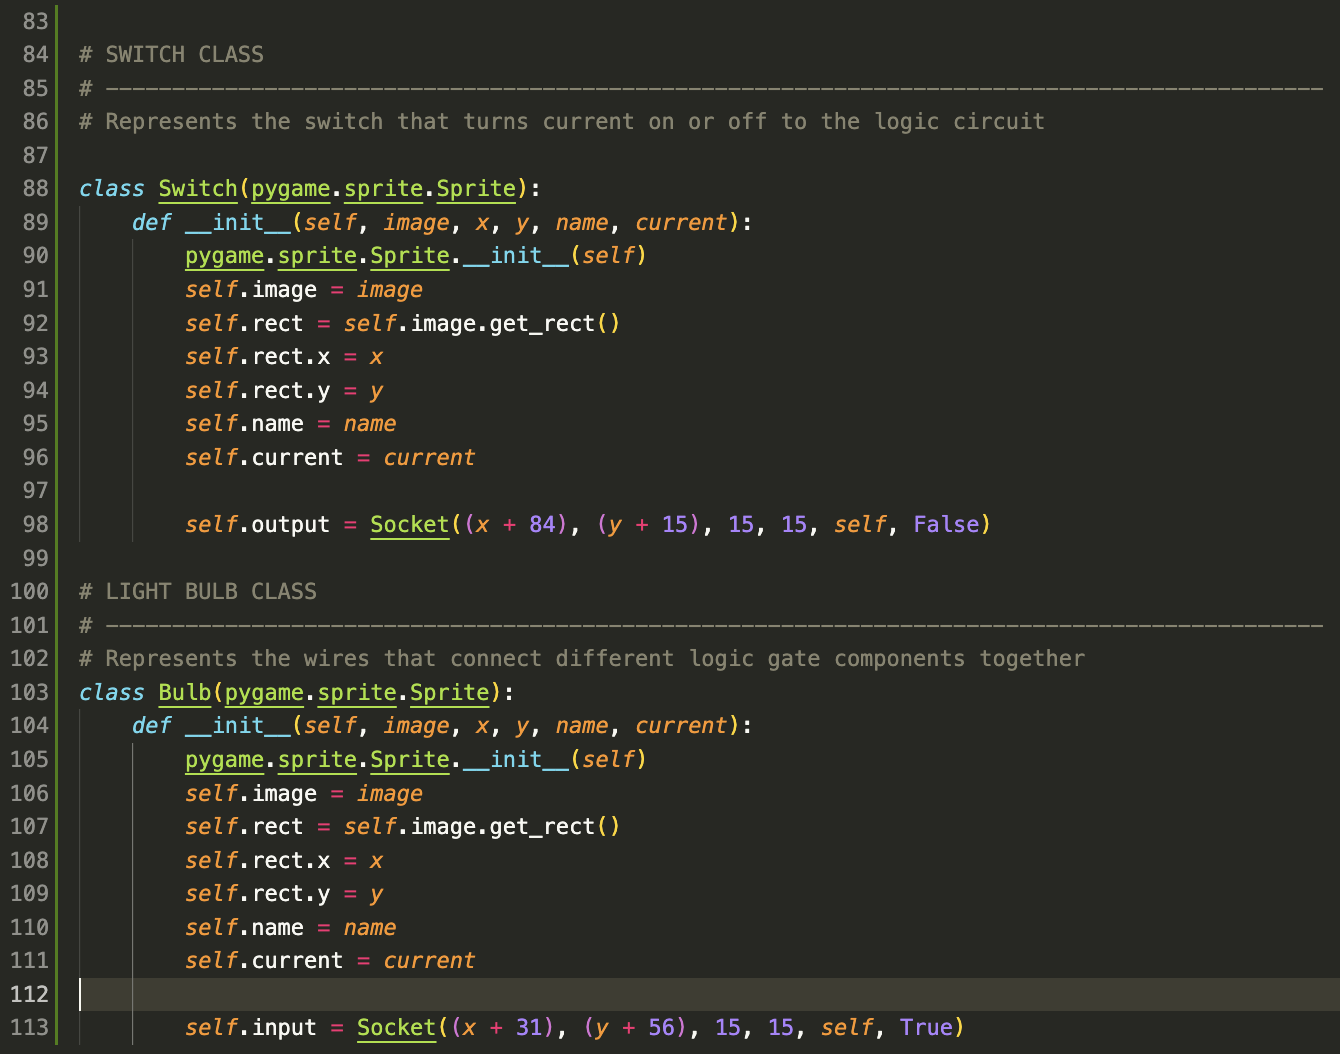 83
84 # SWITCH CLASS
85 # --------------------------------------------------------------------------------------------
86 # Represents the switch that turns current on or off to the logic circuit
87
88 class Switch(pygame.sprite.Sprite):
89     def __init__(self, image, x, y, name, current):
90         pygame.sprite.Sprite.__init__(self)
91         self.image = image
92         self.rect = self.image.get_rect()
93         self.rect.x = x
94         self.rect.y = y
95         self.name = name
96         self.current = current
97
98         self.output = Socket((x + 84), (y + 15), 15, 15, self, False)
99
100 # LIGHT BULB CLASS
101 # --------------------------------------------------------------------------------------------
102 # Represents the wires that connect different logic gate components together
103 class Bulb(pygame.sprite.Sprite):
104     def __init__(self, image, x, y, name, current):
105         pygame.sprite.Sprite.__init__(self)
106         self.image = image
107         self.rect = self.image.get_rect()
108         self.rect.x = x
109         self.rect.y = y
110         self.name = name
111         self.current = current
112
113         self.input = Socket((x + 31), (y + 56), 15, 15, self, True)